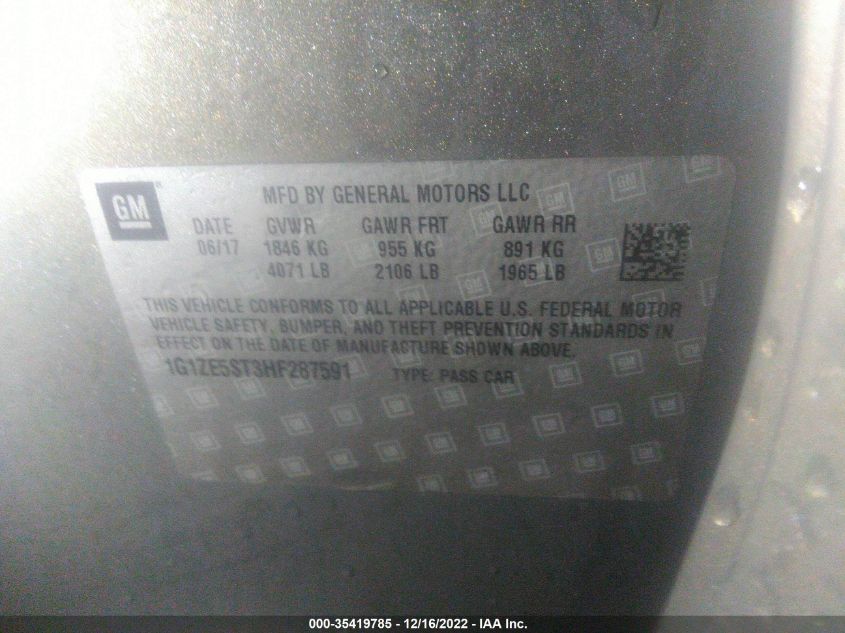 GM
MFD BY GENERAL MOTORS LLC
DATE GVWR GAWR FRT GAWR RR
06/17 1846 KG 955 KG 891 KG
4071 LB 2106 LB 1965 LB
THIS VEHICLE CONFORMS TO ALL APPLICABLE U.S. FEDERAL MOTOR
VEHICLE SAFETY, BUMPER, AND THEFT PREVENTION STANDARDS IN
EFFECT ON THE DATE OF MANUFACTURE SHOWN ABOVE.
1G1ZE5ST3HF287591 TYPE: PASS CAR
000-35419785 - 12/16/2022 - IAA Inc.